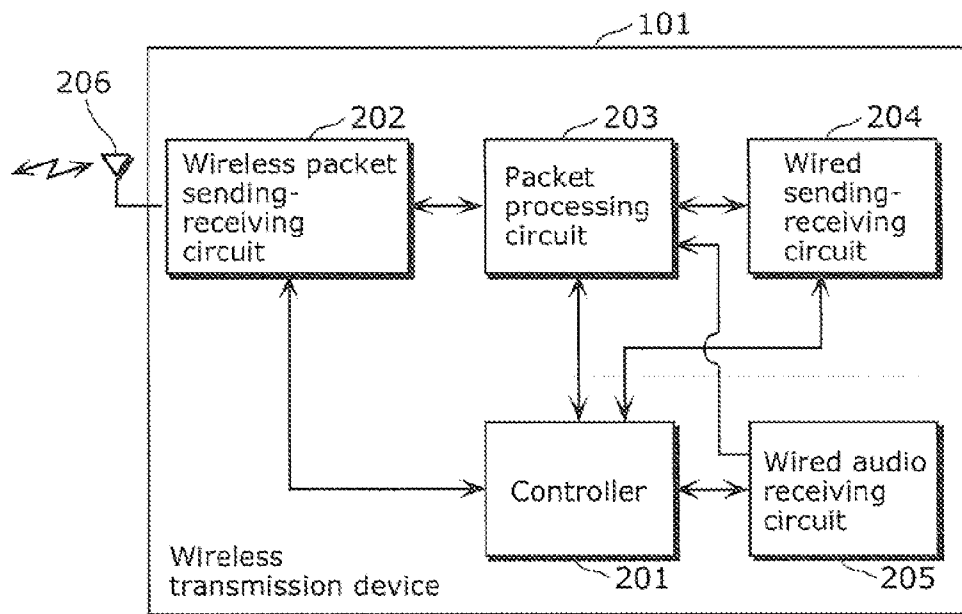 101
206
202
203
204
Wireless packet
sending-
receiving
circuit
Packet
processing
circuit
Wired
sending-
receiving
circuit
Controller
Wired audio
receiving
circuit
Wireless
transmission device
201
205